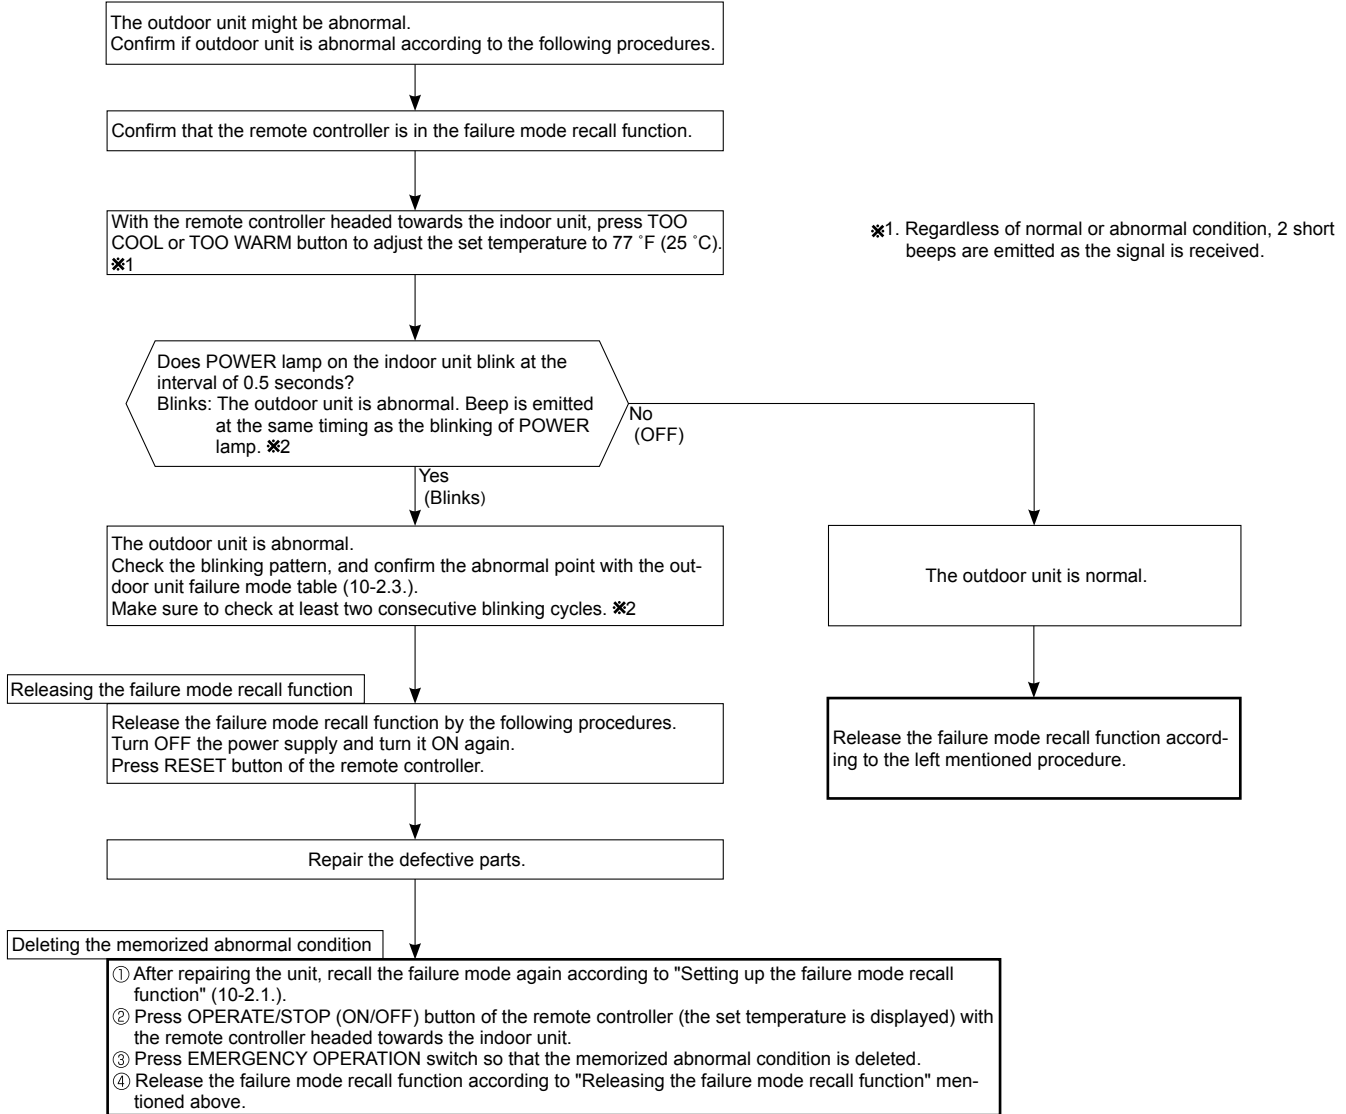 The outdoor unit might be abnormal.
Confirm if outdoor unit is abnormal according to the following procedures.
Confirm that the remote controller is in the failure mode recall function.
With the remote controller headed towards the indoor unit, press TOO
COOL or TOO WARM button to adjust the set temperature to 77 ˚F (25 ˚C).
※1
※1. Regardless of normal or abnormal condition, 2 short
beeps are emitted as the signal is received.
Does POWER lamp on the indoor unit blink at the
interval of 0.5 seconds?
Blinks: The outdoor unit is abnormal. Beep is emitted
at the same timing as the blinking of POWER
lamp. ※2
No
(OFF)
Yes
(Blinks)
The outdoor unit is abnormal.
Check the blinking pattern, and confirm the abnormal point with the out-
door unit failure mode table (10-2.3.).
Make sure to check at least two consecutive blinking cycles. ※2
The outdoor unit is normal.
Releasing the failure mode recall function
Release the failure mode recall function by the following procedures.
Turn OFF the power supply and turn it ON again.
Press RESET button of the remote controller.
Release the failure mode recall function accord-
ing to the left mentioned procedure.
Repair the defective parts.
Deleting the memorized abnormal condition
① After repairing the unit, recall the failure mode again according to "Setting up the failure mode recall
function" (10-2.1.).
② Press OPERATE/STOP (ON/OFF) button of the remote controller (the set temperature is displayed) with
the remote controller headed towards the indoor unit.
③ Press EMERGENCY OPERATION switch so that the memorized abnormal condition is deleted.
④ Release the failure mode recall function according to "Releasing the failure mode recall function" men-
tioned above.